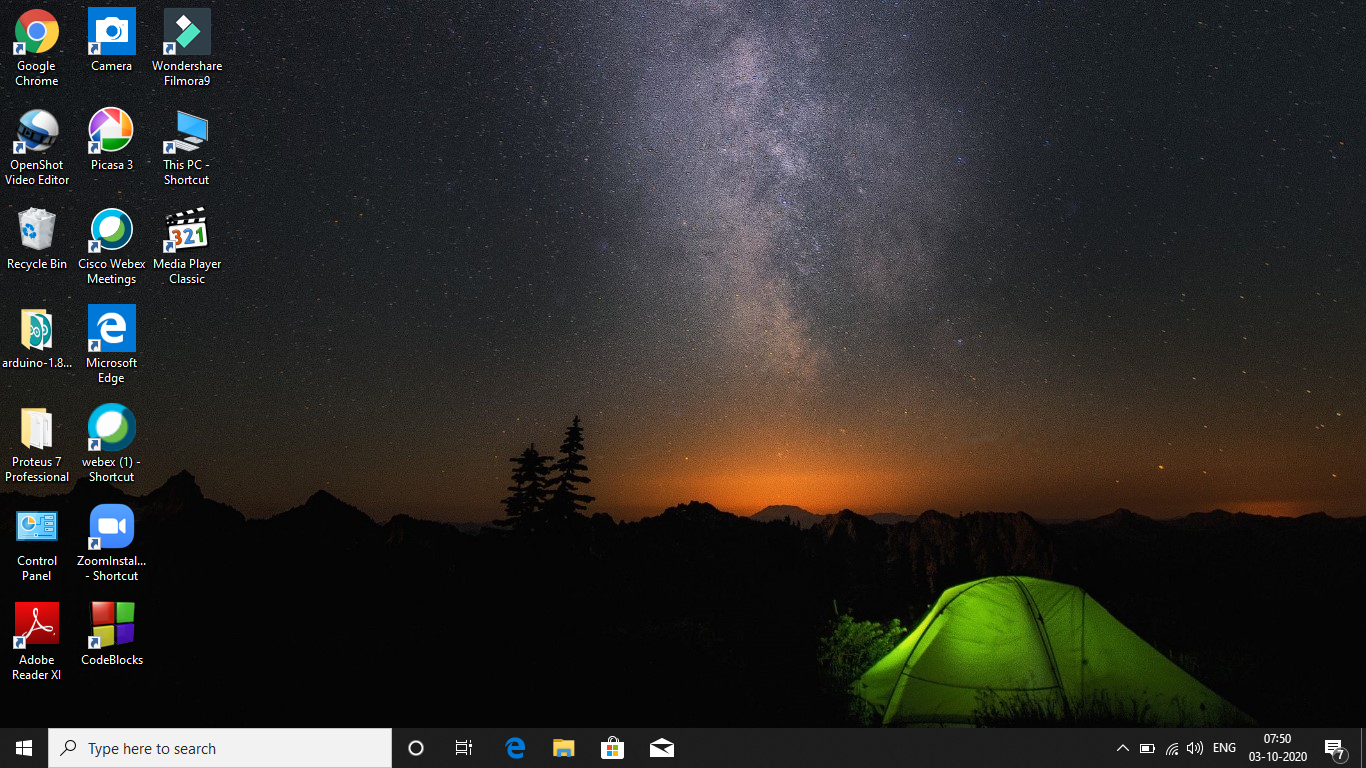 Google
Chrome
Camera
Wondershare
Filmora9
OpenShot
Video Editor
Picasa 3
This PC -
Shortcut
Recycle Bin
Cisco Webex
Meetings
321
Media Player
Classic
arduino-1.8...
Microsoft
Edge
Proteus 7
Professional
webex (1) -
Shortcut
Control
Panel
ZoomInstal...
- Shortcut
Adobe
Reader XI
CodeBlocks
Type here to search
ENG
07:50
03-10-2020
7